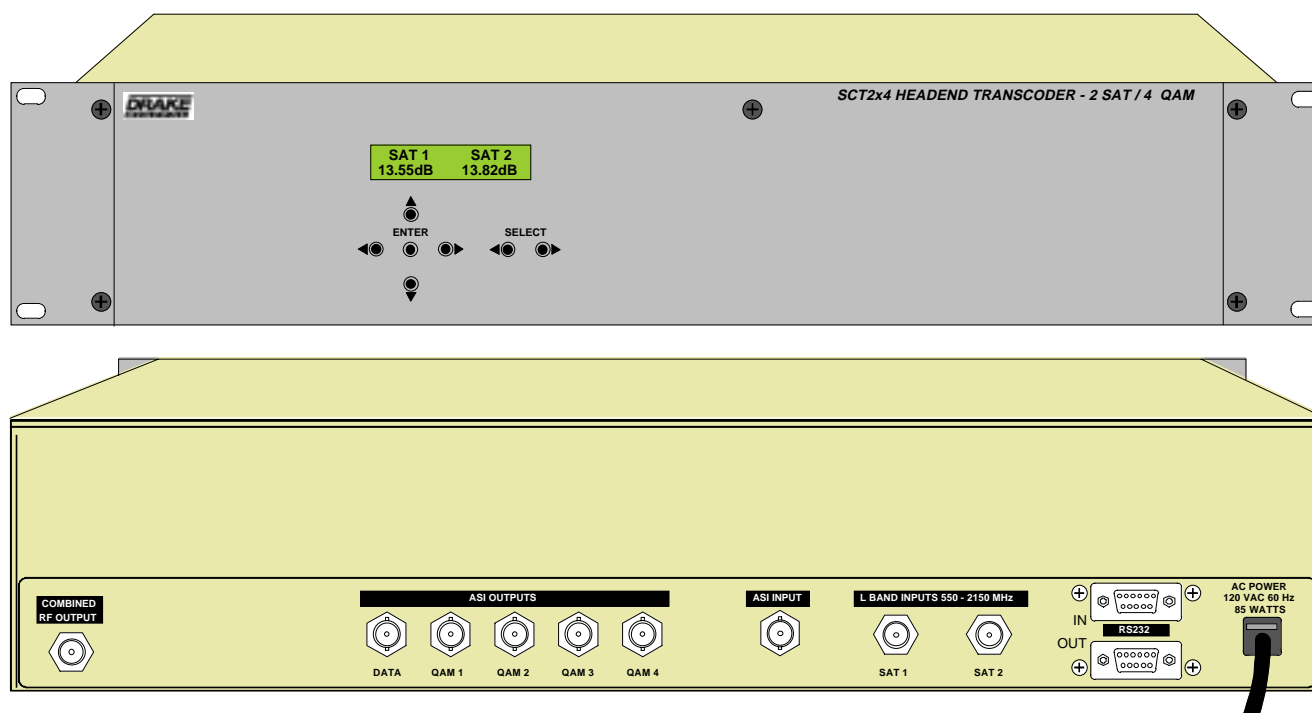 DRAKE
SCT2x4 HEADEND TRANSCODER - 2 SAT / 4 QAM
SAT 1 SAT 2
13.55dB 13.82dB
ENTER
SELECT
COMBINED
RF OUTPUT
ASI OUTPUTS
DATA QAM 1 QAM 2 QAM 3 QAM 4
ASI INPUT
L BAND INPUTS 550 - 2150 MHz
SAT 1 SAT 2
IN
RS232
OUT
AC POWER
120 VAC 60 Hz
85 WATTS